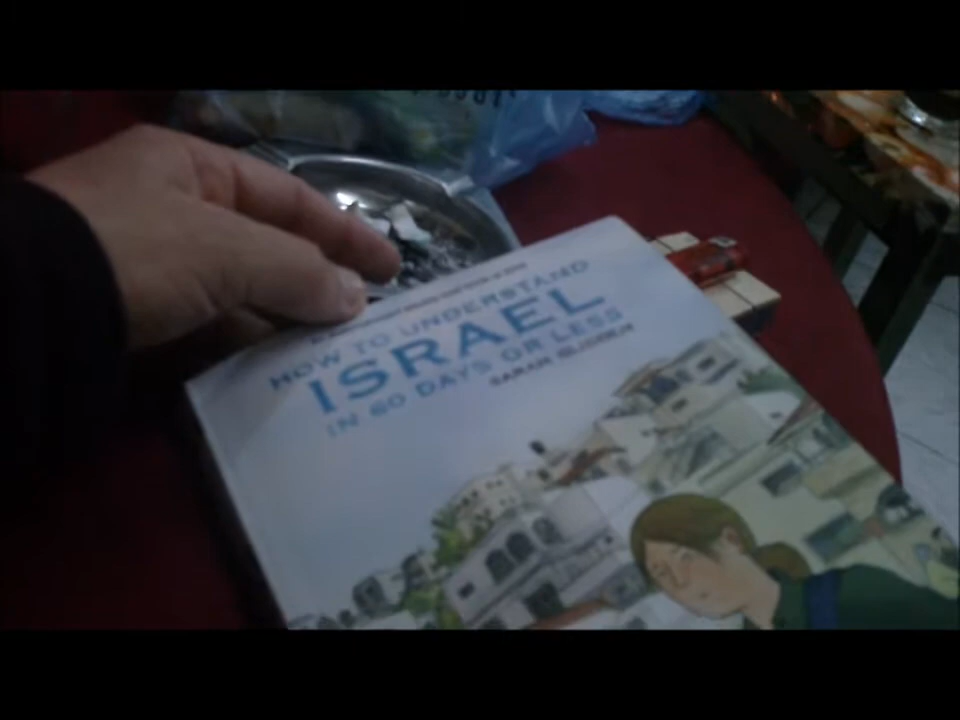 HOW TO UNDERSTAND
ISRAEL
IN 60 DAYS OR LESS
SARAH GLIDDEN